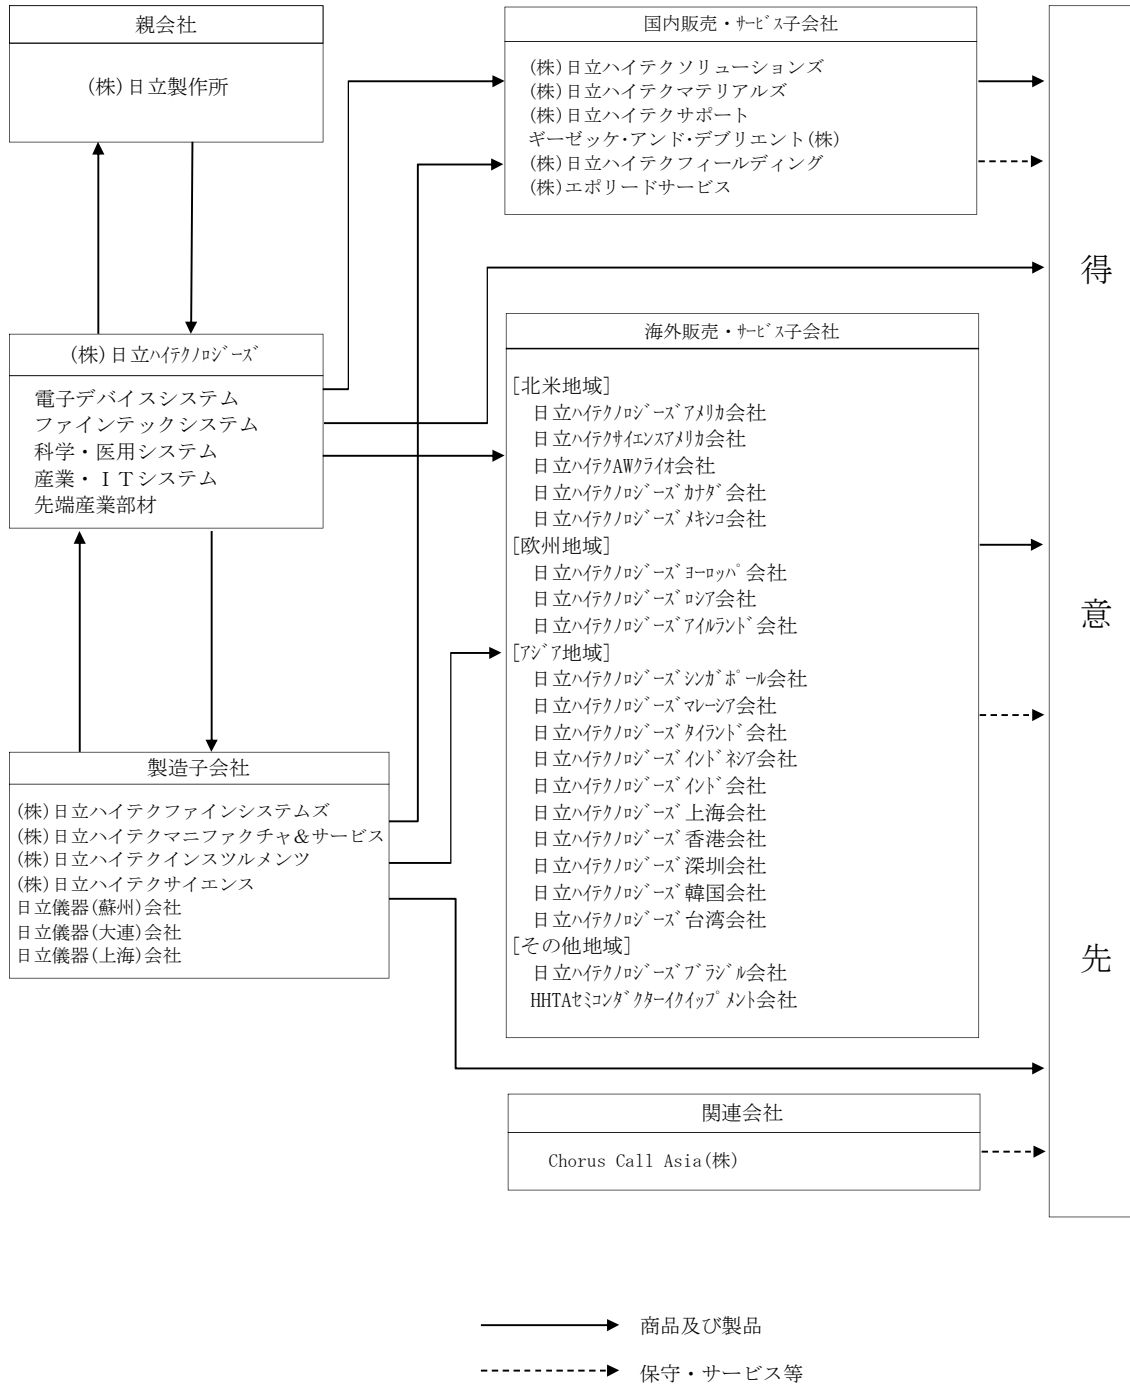 親会社
(株)日立製作所
(株)日立ﾊｲﾃｸﾉﾛｼﾞｰｽﾞ
電子デバイスシステム
ファインテックシステム
科学・医用システム
産業・ＩＴシステム
先端産業部材
製造子会社
(株)日立ハイテクファインシステムズ
(株)日立ハイテクマニファクチャ&サービス
(株)日立ハイテクインスツルメンツ
(株)日立ハイテクサイエンス
日立儀器(蘇州)会社
日立儀器(大連)会社
日立儀器(上海)会社
国内販売・ｻｰﾋﾞｽ子会社
(株)日立ハイテクソリューションズ
(株)日立ハイテクマテリアルズ
(株)日立ハイテクサポート
ギーゼッケ･アンド･デブリエント(株)
(株)日立ハイテクフィールディング
(株)エポリードサービス
海外販売・ｻｰﾋﾞｽ子会社
[北米地域]
日立ﾊｲﾃｸﾉﾛｼﾞｰｽﾞｱﾒﾘｶ会社
日立ﾊｲﾃｸｻｲｴﾝｽｱﾒﾘｶ会社
日立ﾊｲﾃｸAWｸﾗｲｵ会社
日立ﾊｲﾃｸﾉﾛｼﾞｰｽﾞｶﾅﾀﾞ会社
日立ﾊｲﾃｸﾉﾛｼﾞｰｽﾞﾒｷｼｺ会社
[欧州地域]
日立ﾊｲﾃｸﾉﾛｼﾞｰｽﾞﾖｰﾛｯﾊﾟ会社
日立ﾊｲﾃｸﾉﾛｼﾞｰｽﾞﾛｼｱ会社
日立ﾊｲﾃｸﾉﾛｼﾞｰｽﾞｱｲﾙﾗﾝﾄﾞ会社
[ｱｼﾞｱ地域]
日立ﾊｲﾃｸﾉﾛｼﾞｰｽﾞｼﾝｶﾞﾎﾟｰﾙ会社
日立ﾊｲﾃｸﾉﾛｼﾞｰｽﾞﾏﾚｰｼｱ会社
日立ﾊｲﾃｸﾉﾛｼﾞｰｽﾞﾀｲﾗﾝﾄﾞ会社
日立ﾊｲﾃｸﾉﾛｼﾞｰｽﾞｲﾝﾄﾞﾈｼｱ会社
日立ﾊｲﾃｸﾉﾛｼﾞｰｽﾞｲﾝﾄﾞ会社
日立ﾊｲﾃｸﾉﾛｼﾞｰｽﾞ上海会社
日立ﾊｲﾃｸﾉﾛｼﾞｰｽﾞ香港会社
日立ﾊｲﾃｸﾉﾛｼﾞｰｽﾞ深圳会社
日立ﾊｲﾃｸﾉﾛｼﾞｰｽﾞ韓国会社
日立ﾊｲﾃｸﾉﾛｼﾞｰｽﾞ台湾会社
[その他地域]
日立ﾊｲﾃｸﾉﾛｼﾞｰｽﾞﾌﾞﾗｼﾞﾙ会社
HHTAｾﾐｺﾝﾀﾞｸﾀｰｲｸｲｯﾌﾟﾒﾝﾄ会社
関連会社
Chorus Call Asia(株)
得
意
先
商品及び製品
保守・サービス等